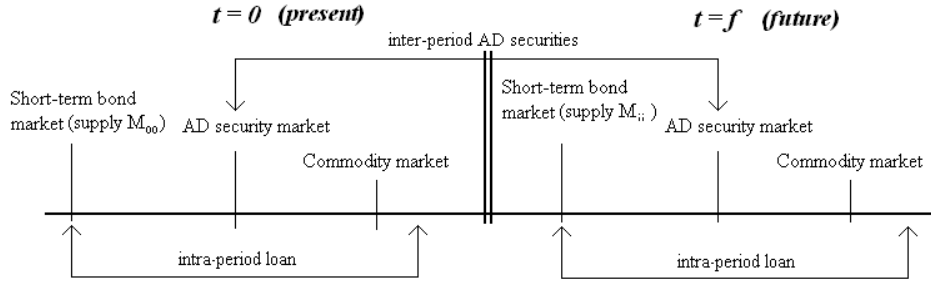 t = 0 (present)
t = f (future)
inter-period AD securities
Short-term bond
market (supply M₀₀)
AD security market
Commodity market
intra-period loan
Short-term bond
market (supply Mᵢᵢ )
AD security market
Commodity market
intra-period loan